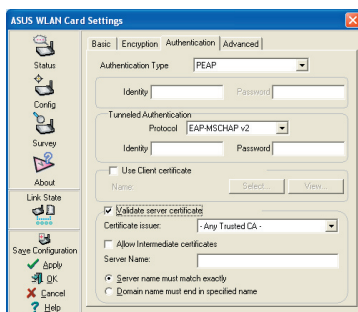 ASUS WLAN Card Settings
Status
Config
Survey
About
Link State
Save Configuration
Apply
OK
Cancel
Help
Basic Encryption Authentication Advanced
Authentication Type PEAP
Identity Password
Tunneled Authentication
Protocol EAP-MSCHAP v2
Identity Password
Use Client certificate
Name: Select... View...
Validate server certificate
Certificate issuer: - Any Trusted CA -
Allow Intermediate certificates
Server Name:
Server name must match exactly
Domain name must end in specified name